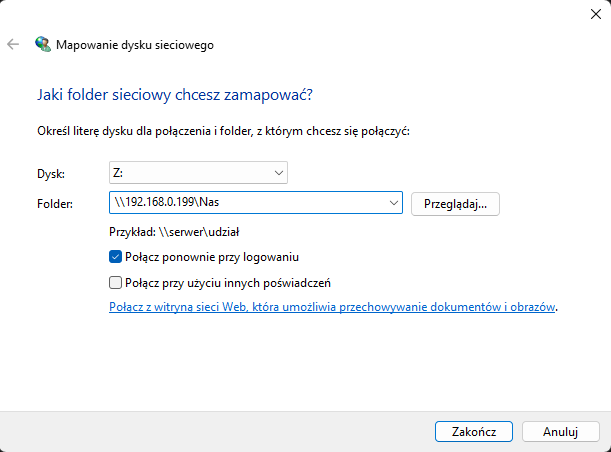 Mapowanie dysku sieciowego
Jaki folder sieciowy chcesz zamapować?
Określ literę dysku dla połączenia i folder, z którym chcesz się połączyć:
Dysk: Z:
Folder: \\192.168.0.199\Nas Przeglądaj...
Przykład: \\serwer\udział
Połącz ponownie przy logowaniu
Połącz przy użyciu innych poświadczeń
Połącz z witryną sieci Web, która umożliwia przechowywanie dokumentów i obrazów.
Zakończ Anuluj